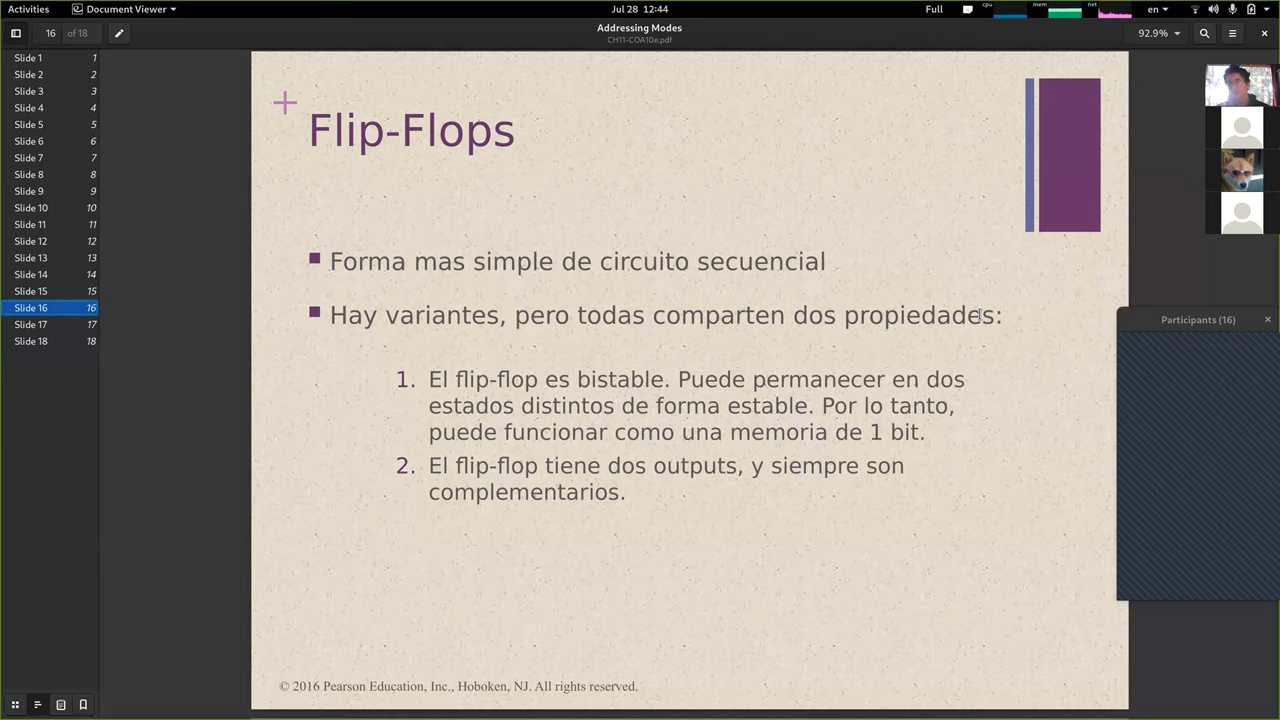 Activities
Document Viewer
Jul 28 12:44
Full
cpu
mem
net
en
16 of 18
Addressing Modes
CH11-COA10e.pdf
92.9%
Slide 1 1
Slide 2 2
Slide 3 3
Slide 4 4
Slide 5 5
Slide 6 6
Slide 7 7
Slide 8 8
Slide 9 9
Slide 10 10
Slide 11 11
Slide 12 12
Slide 13 13
Slide 14 14
Slide 15 15
Slide 16 16
Slide 17 17
Slide 18 18
+
Flip-Flops
Forma mas simple de circuito secuencial
Hay variantes, pero todas comparten dos propiedades:
1. El flip-flop es bistable. Puede permanecer en dos
estados distintos de forma estable. Por lo tanto,
puede funcionar como una memoria de 1 bit.
2. El flip-flop tiene dos outputs, y siempre son
complementarios.
© 2016 Pearson Education, Inc., Hoboken, NJ. All rights reserved.
Participants (16)